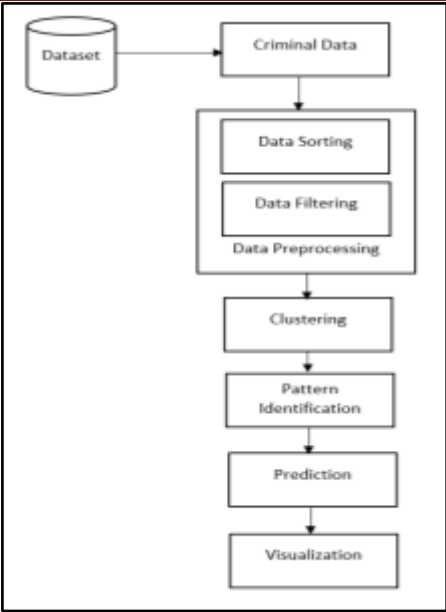 Dataset
Criminal Data
Data Sorting
Data Filtering
Data Preprocessing
Clustering
Pattern
Identification
Prediction
Visualization